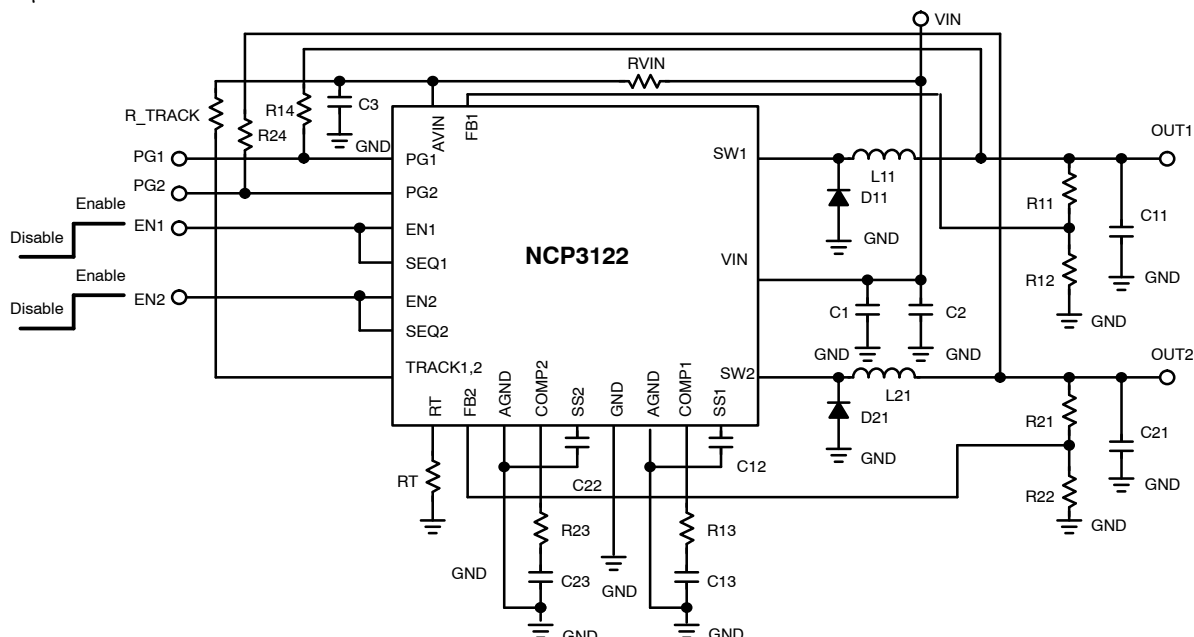 VIN
RVIN
R_TRACK
R14
C3
R24
GND
AVIN
FB1
OUT1
PG1
PG1
SW1
L11
PG2
PG2
D11
R11
C11
Enable
Disable
EN1
EN1
GND
SEQ1
NCP3122
VIN
R12
GND
Enable
Disable
EN2
EN2
C1
C2
GND
SEQ2
GND
GND
OUT2
TRACK1,2
SW2
L21
RT
FB2
AGND
COMP2
SS2
GND
AGND
COMP1
SS1
D21
R21
C21
GND
RT
C22
C12
R22
GND
GND
R23
R13
GND
C23
GND
C13
GND
GND